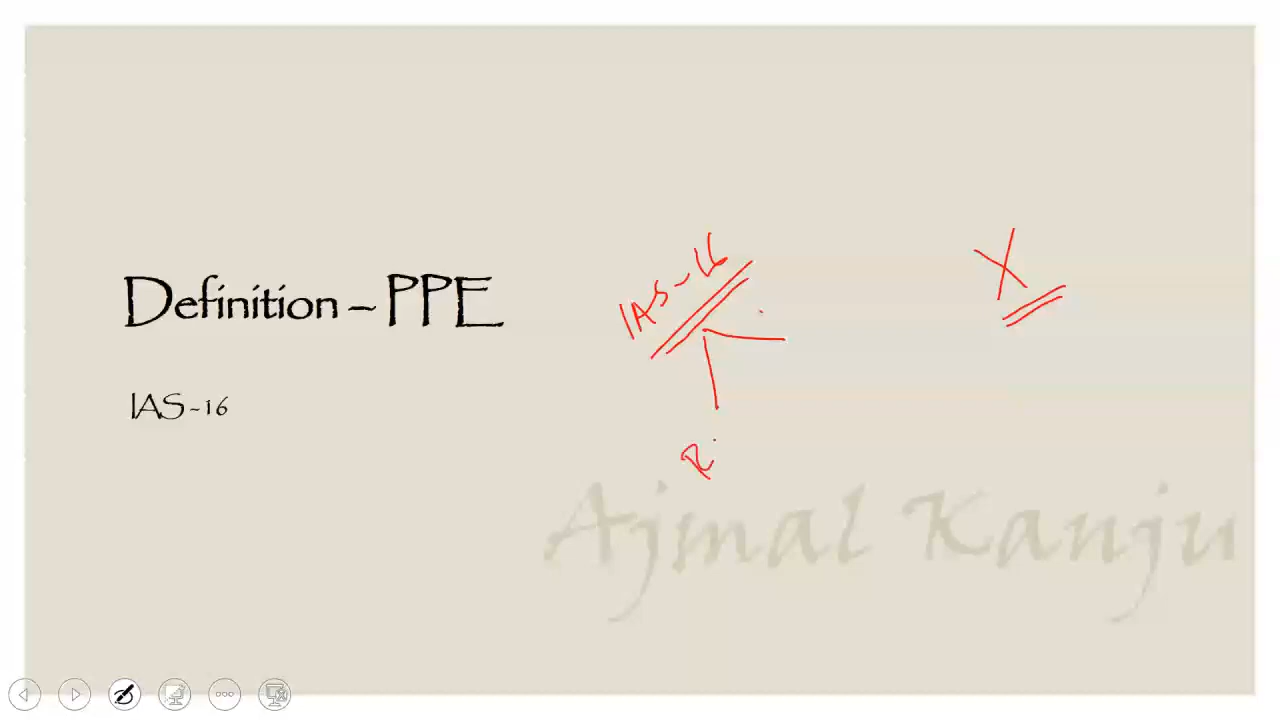 Definition – PPE
IAS - 16
IAS - 16
X
R
Ajmal Kanju